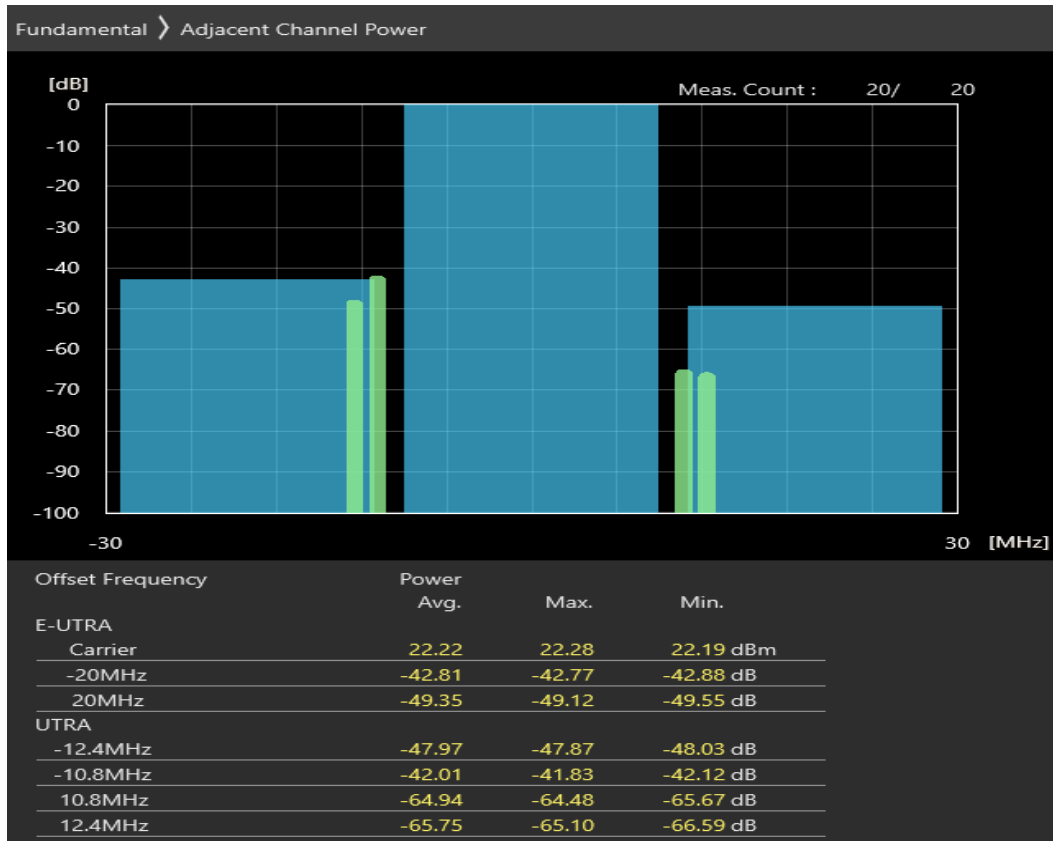 Fundamental ❯ Adjacent Channel Power
[dB]
Meas. Count : 20/ 20
0
-10
-20
-30
-40
-50
-60
-70
-80
-90
-100
-30 30 [MHz]
Offset Frequency Power
Avg. Max. Min.
E-UTRA
Carrier 22.22 22.28 22.19 dBm
-20MHz -42.81 -42.77 -42.88 dB
20MHz -49.35 -49.12 -49.55 dB
UTRA
-12.4MHz -47.97 -47.87 -48.03 dB
-10.8MHz -42.01 -41.83 -42.12 dB
10.8MHz -64.94 -64.48 -65.67 dB
12.4MHz -65.75 -65.10 -66.59 dB